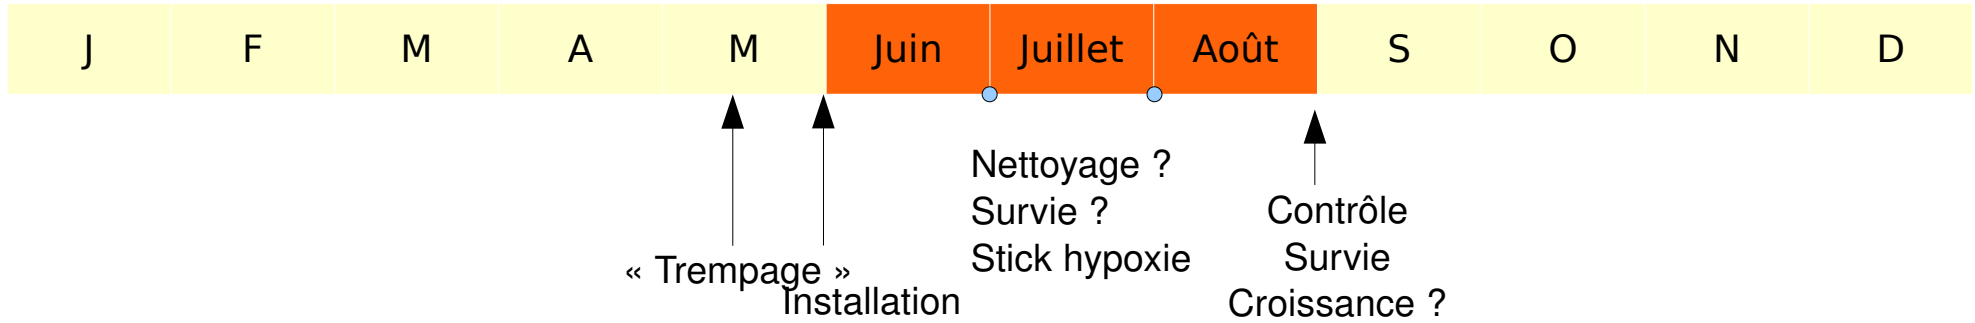 J F M A M Juin Juillet Août S O N D
« Trempage »
Installation
Nettoyage ?
Survie ?
Stick hypoxie
Contrôle
Survie
Croissance ?